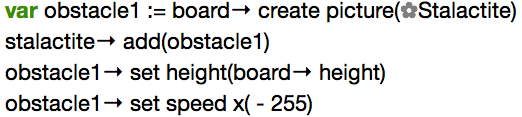 var obstacle1 := board→ create picture(✿Stalactite)
stalactite→ add(obstacle1)
obstacle1→ set height(board→ height)
obstacle1→ set speed x( - 255)